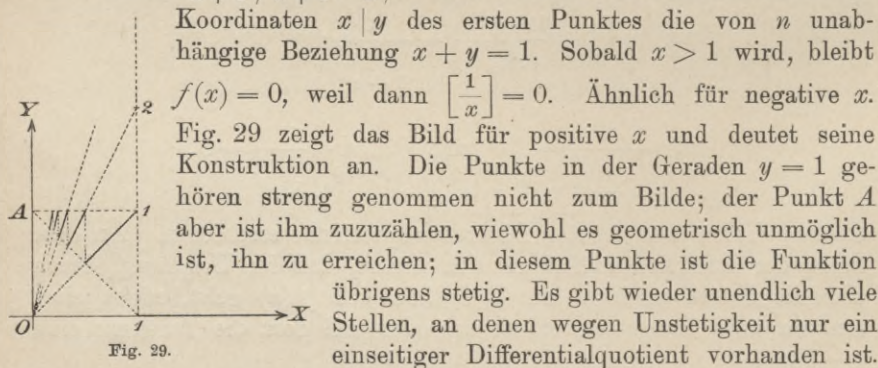 Koordinaten x | y des ersten Punktes die von n unab-
hängige Beziehung x + y = 1. Sobald x > 1 wird, bleibt
f(x) = 0, weil dann [1/x] = 0. Ähnlich für negative x.
Fig. 29 zeigt das Bild für positive x und deutet seine
Konstruktion an. Die Punkte in der Geraden y = 1 ge-
hören streng genommen nicht zum Bilde; der Punkt A
aber ist ihm zuzuzählen, wiewohl es geometrisch unmöglich
ist, ihn zu erreichen; in diesem Punkte ist die Funktion
übrigens stetig. Es gibt wieder unendlich viele
Stellen, an denen wegen Unstetigkeit nur ein
einseitiger Differentialquotient vorhanden ist.
Y
2
A
1
O
1
X
Fig. 29.